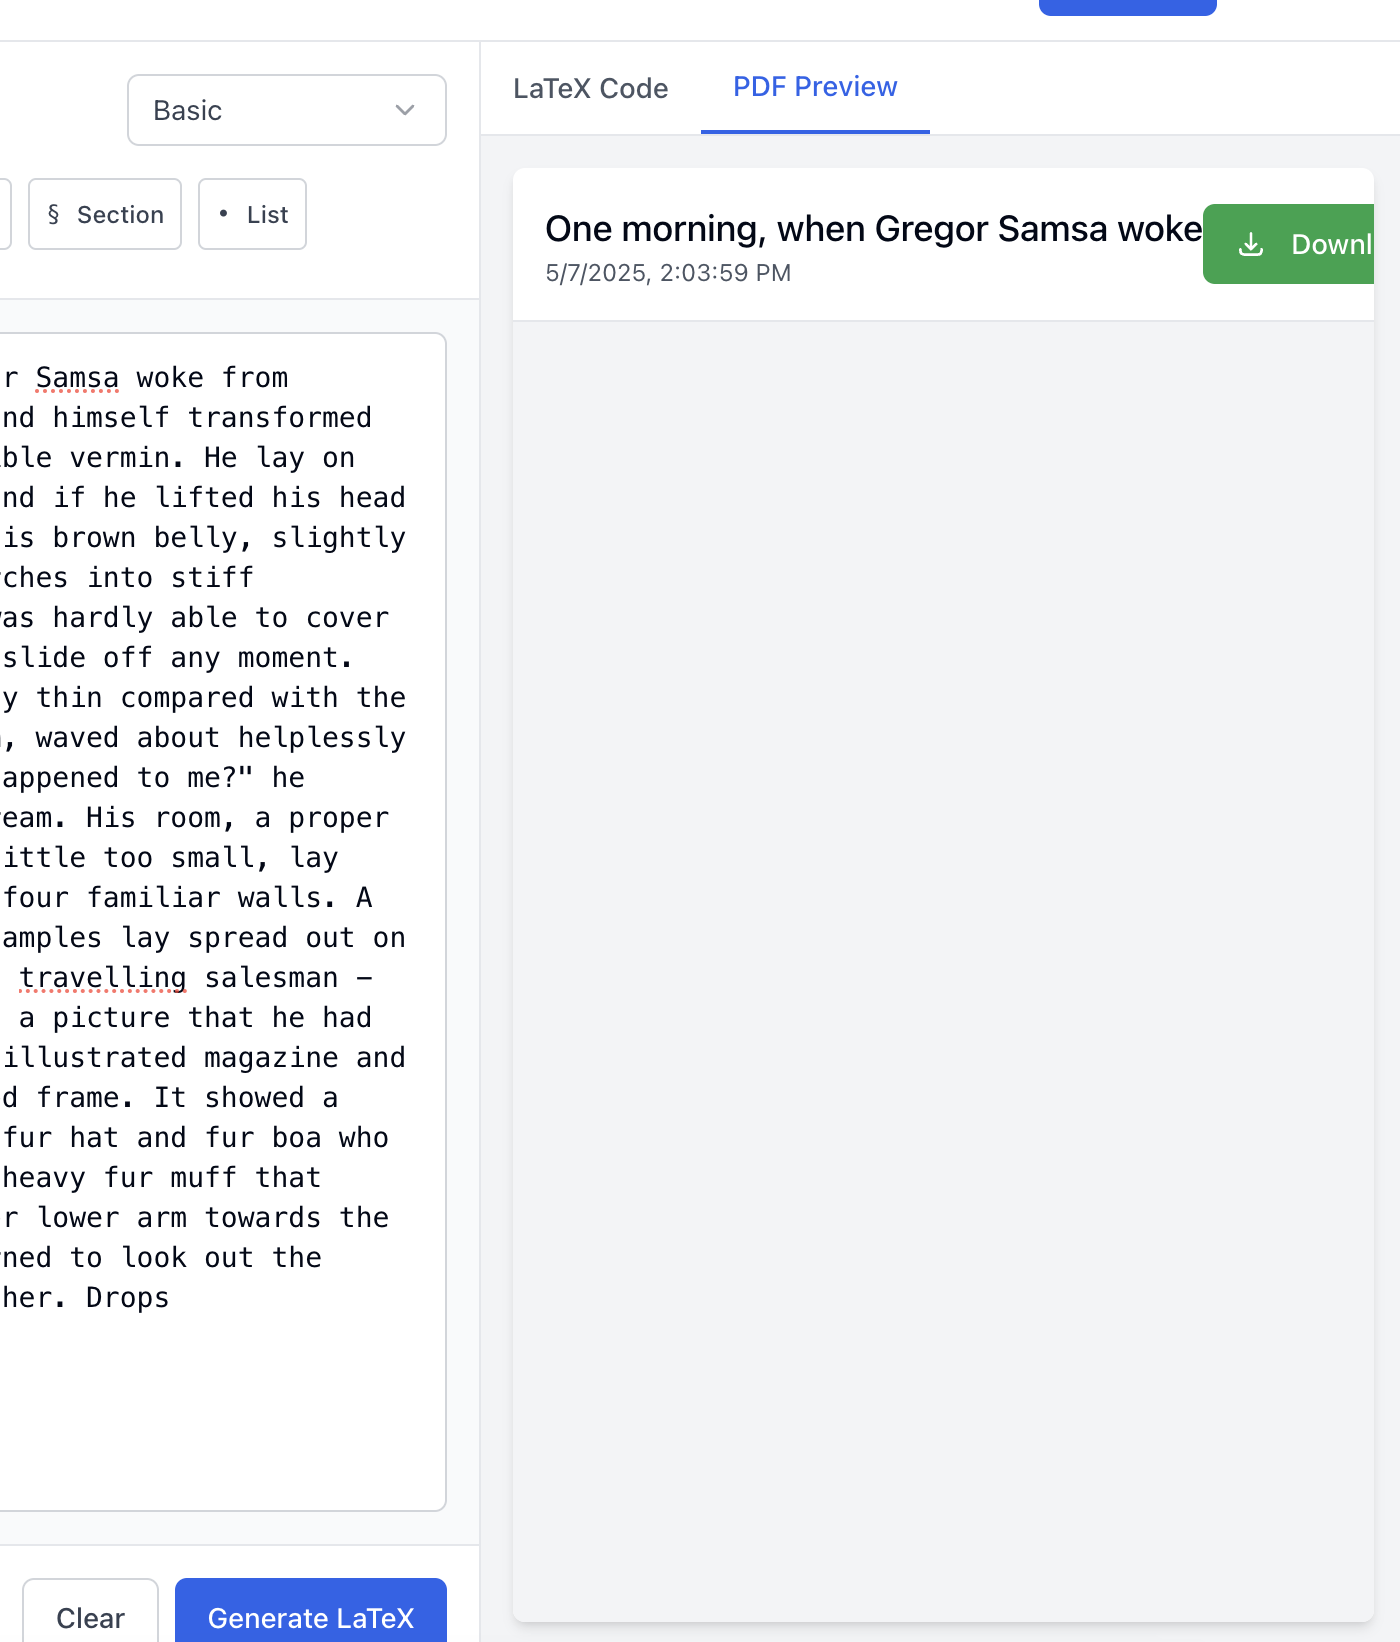 Basic
§ Section
• List
r Samsa woke from
nd himself transformed
ble vermin. He lay on
nd if he lifted his head
is brown belly, slightly
ches into stiff
as hardly able to cover
slide off any moment.
y thin compared with the
, waved about helplessly
appened to me?" he
eam. His room, a proper
ittle too small, lay
four familiar walls. A
amples lay spread out on
travelling salesman –
a picture that he had
illustrated magazine and
d frame. It showed a
fur hat and fur boa who
heavy fur muff that
r lower arm towards the
ned to look out the
her. Drops
Clear
Generate LaTeX
LaTeX Code
PDF Preview
One morning, when Gregor Samsa woke
5/7/2025, 2:03:59 PM
Downl